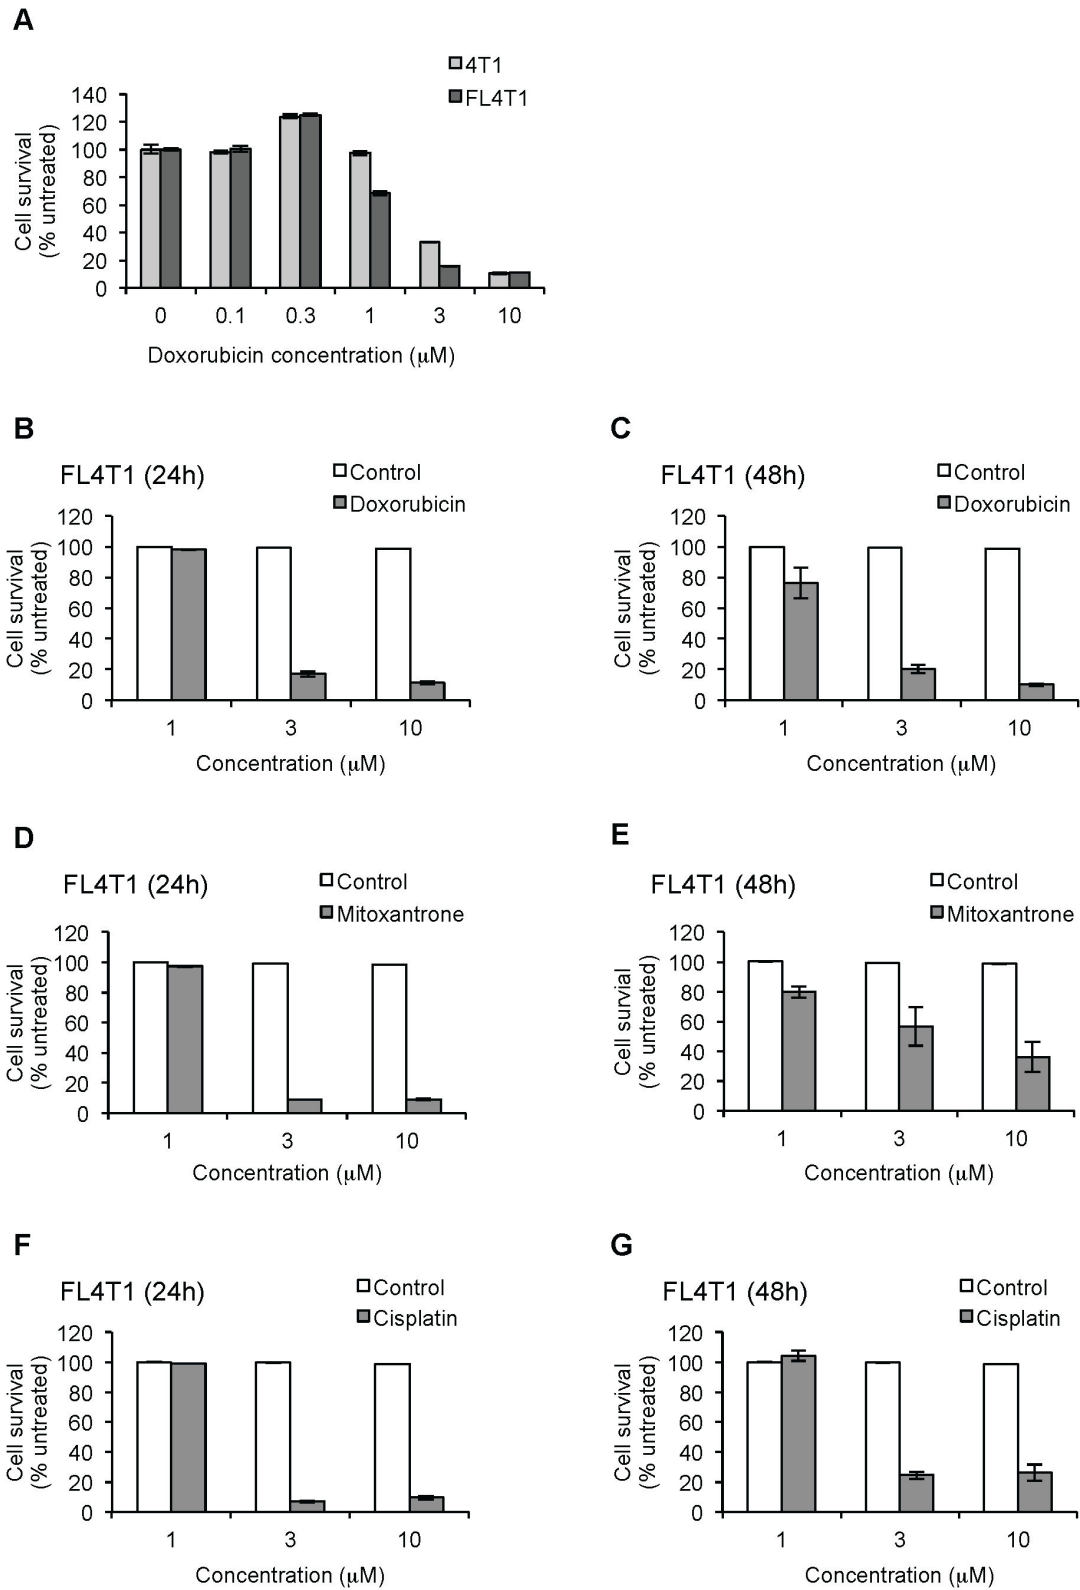 A
4T1
FL4T1
Cell survival
(% untreated)
140
120
100
80
60
40
20
0
0 0.1 0.3 1 3 10
Doxorubicin concentration (µM)
B
FL4T1 (24h)
Control
Doxorubicin
Cell survival
(% untreated)
120
100
80
60
40
20
0
1 3 10
Concentration (µM)
C
FL4T1 (48h)
Control
Doxorubicin
Cell survival
(% untreated)
120
100
80
60
40
20
0
1 3 10
Concentration (µM)
D
FL4T1 (24h)
Control
Mitoxantrone
Cell survival
(% untreated)
120
100
80
60
40
20
0
1 3 10
Concentration (µM)
E
FL4T1 (48h)
Control
Mitoxantrone
Cell survial
(% untreated)
120
100
80
60
40
20
0
1 3 10
Concentration (µM)
F
FL4T1 (24h)
Control
Cisplatin
Cell survival
(% untreated)
120
100
80
60
40
20
0
1 3 10
Concentration (µM)
G
FL4T1 (48h)
Control
Cisplatin
Cell survival
(% untreated)
120
100
80
60
40
20
0
1 3 10
Concentration (µM)